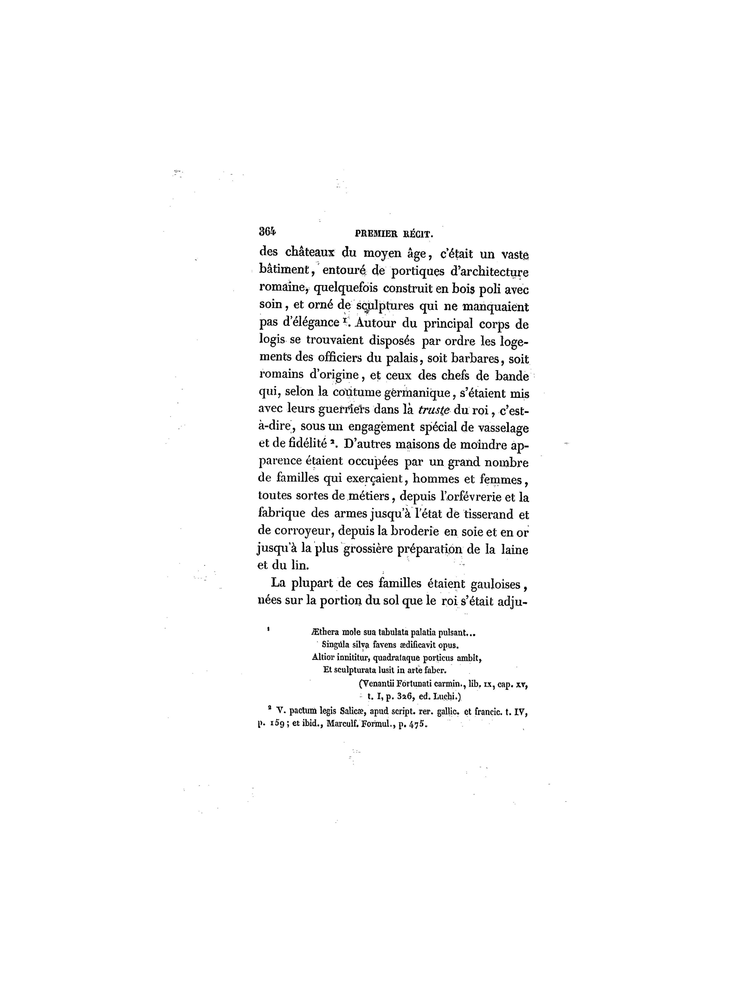 364 PREMIER RÉCIT.
des châteaux du moyen âge, c'était un vaste
bâtiment, entouré de portiques d'architecture
romaine, quelquefois construit en bois poli avec
soin, et orné de sculptures qui ne manquaient
pas d'élégance 1. Autour du principal corps de
logis se trouvaient disposés par ordre les loge-
ments des officiers du palais, soit barbares, soit
romains d'origine, et ceux des chefs de bande
qui, selon la coutume germanique, s'étaient mis
avec leurs guerriers dans la truste du roi, c'est-
à-dire, sous un engagement spécial de vasselage
et de fidélité 2. D'autres maisons de moindre ap-
parence étaient occupées par un grand nombre
de familles qui exerçaient, hommes et femmes,
toutes sortes de métiers, depuis l'orfévrerie et la
fabrique des armes jusqu'à l'état de tisserand et
de corroyeur, depuis la broderie en soie et en or
jusqu'à la plus grossière préparation de la laine
et du lin.
La plupart de ces familles étaient gauloises,
nées sur la portion du sol que le roi s'était adju-
1 Æthera mole sua tabulata palatia pulsant...
Singula silva favens ædificavit opus.
Altior innititur, quadrataque porticus ambit,
Et sculpturata lusit in arte faber.
(Venantii Fortunati carmin., lib. IX, cap. XV,
t. I, p. 326, ed. Luchi.)
2 V. pactum legis Salicæ, apud script. rer. gallic. et francic. t. IV,
p. 159; et ibid., Marculf. Formul., p. 475.